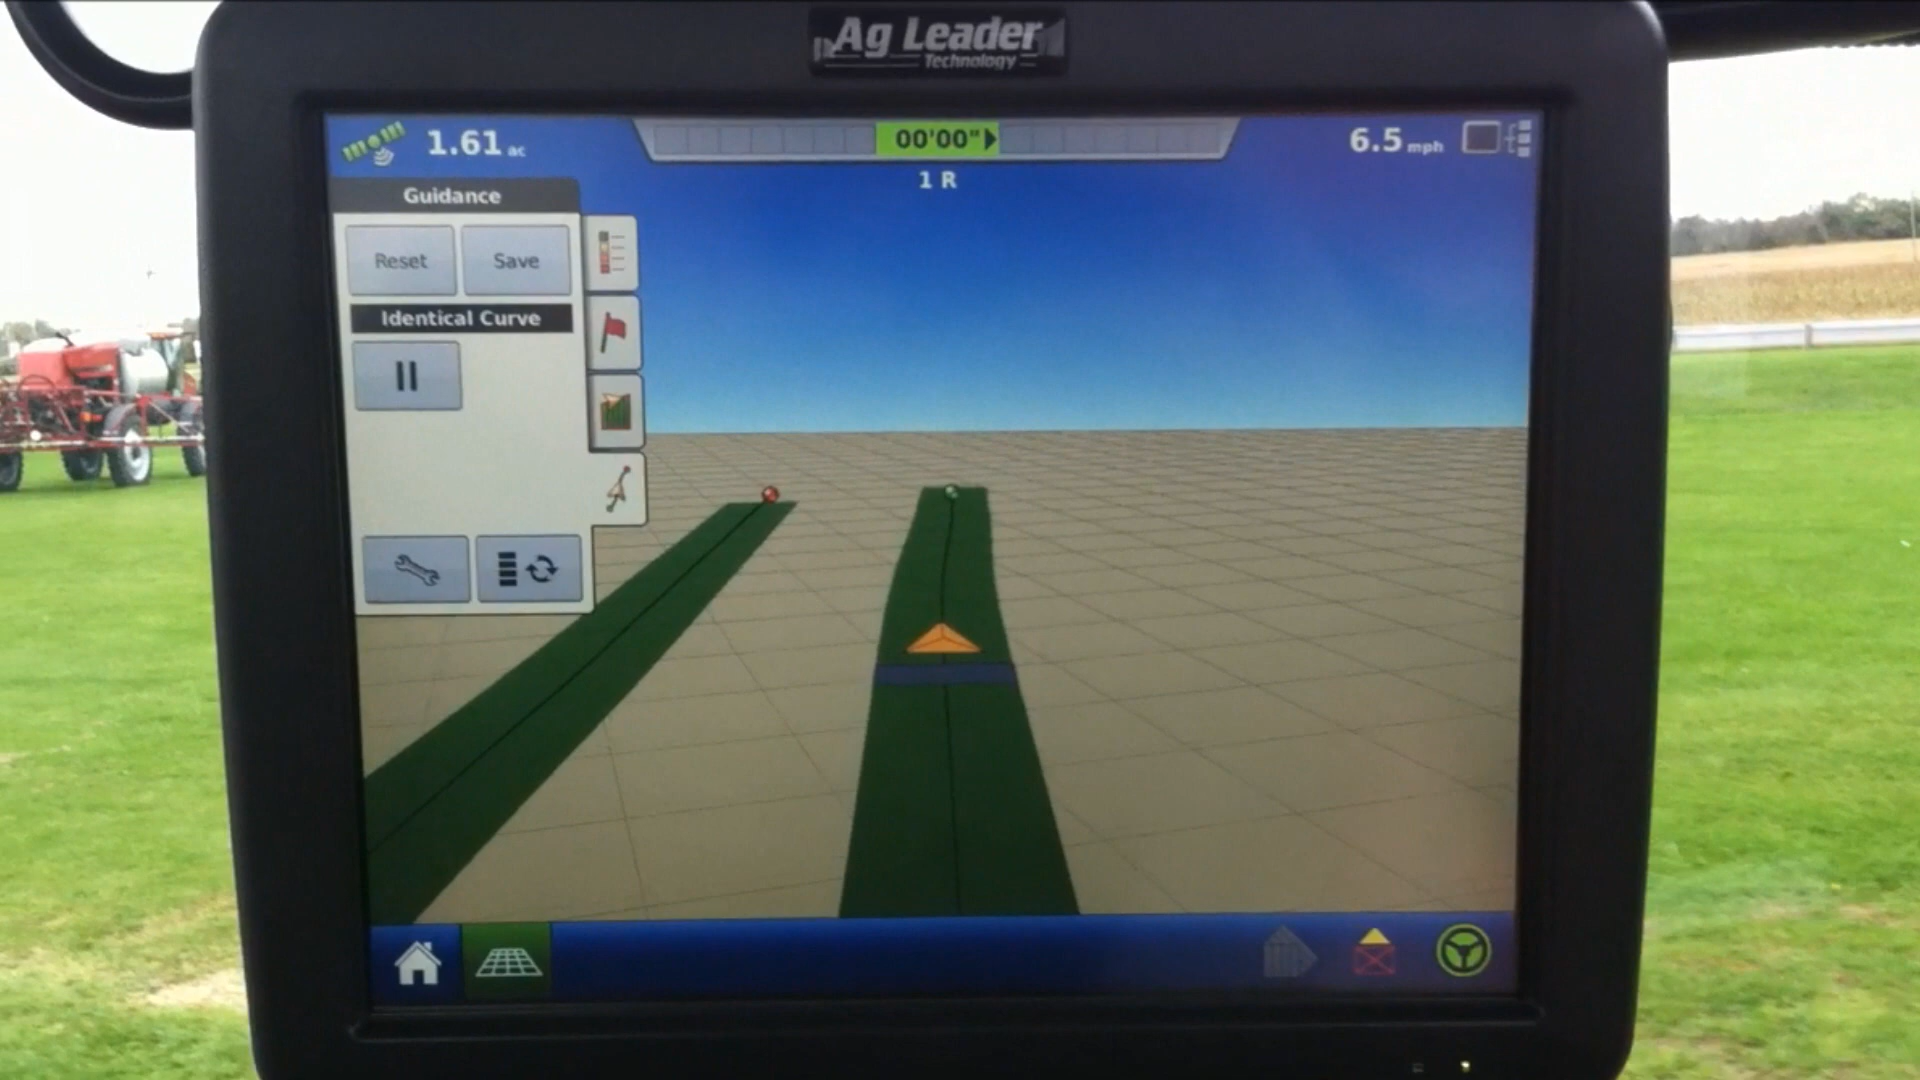 Ag Leader
Technology
1.61 ac
00'00"
6.5 mph
1 R
Guidance
Reset
Save
Identical Curve